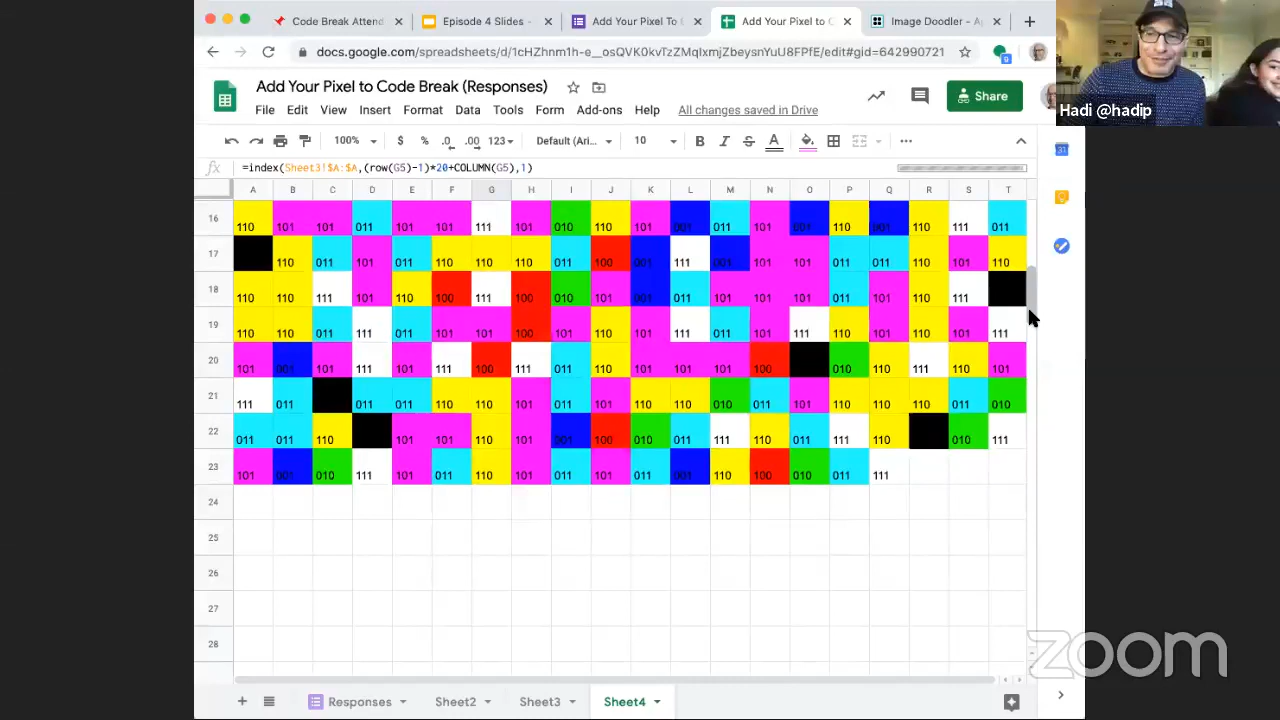 Code Break Attend
Episode 4 Slides -
Add Your Pixel To
Add Your Pixel to C
Image Doodler - A
docs.google.com/spreadsheets/d/1cHZhnm1h-e__osQVK0kvTzZMqIxmjZbeysnYuU8FPfE/edit#gid=642990721
Add Your Pixel to Code Break (Responses)
Share
Hadi @hadip
File Edit View Insert Format Tools Form Add-ons Help All changes saved in Drive
100% $ % .0 .00 123 Default (Ari... 10 B I S A
fx =index(Sheet3!$A:$A,(row(G5)-1)*20+COLUMN(G5),1)
A B C D E F G H I J K L M N O P Q R S T
16 110 101 101 011 101 101 111 101 010 110 101 001 011 101 001 110 001 110 111 011
17 110 011 101 011 110 110 110 011 100 001 111 001 101 101 011 011 110 101 110
18 110 110 111 101 110 100 111 100 010 101 001 011 101 101 101 011 101 110 111
19 110 110 011 111 011 101 101 100 101 110 101 111 011 101 111 110 101 110 101 111
20 101 001 101 111 101 111 100 111 011 110 101 101 101 100 010 110 111 110 101
21 111 011 011 011 110 110 101 011 101 110 110 010 011 101 110 110 110 011 010
22 011 011 110 101 101 110 101 001 100 010 011 111 110 011 111 110 010 111
23 101 001 010 111 101 011 110 101 011 101 011 001 110 100 010 011 111
24
25
26
27
28
Responses Sheet2 Sheet3 Sheet4
31
zoom